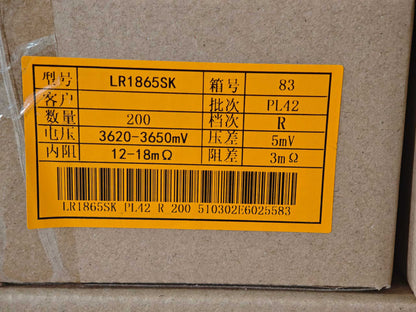 型号 LR1865SK 箱号 83
客户 批次 PL42
数量 200 档次 R
电压 3620-3650mV 压差 5mV
内阻 12-18mΩ 阻差 3mΩ
LR1865SK PL42 R 200 510302E6025583